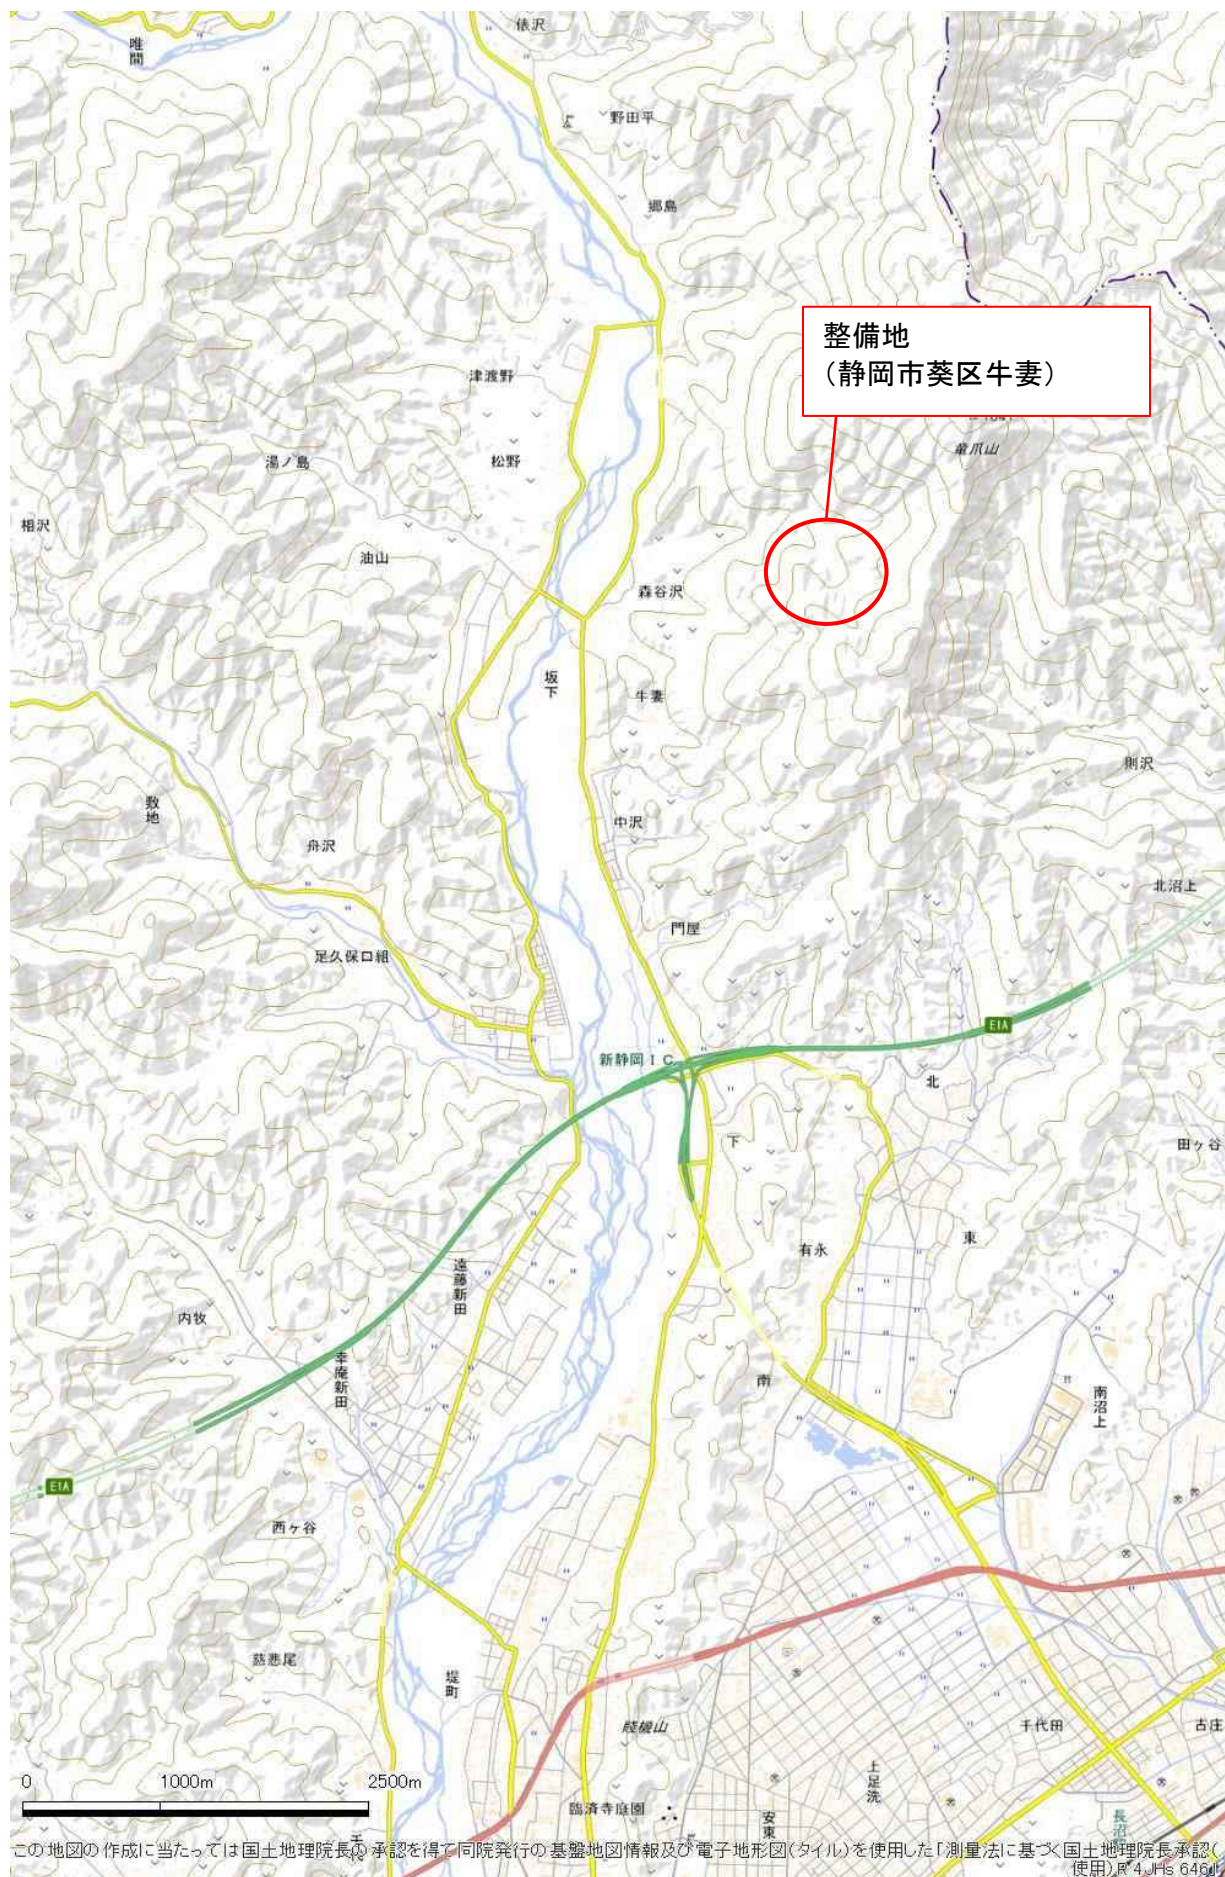 俵沢
唯間
野田平
郷島
整備地
（静岡市葵区牛妻）
竜爪山
津渡野
松野
湯ノ島
相沢
油山
森谷沢
坂下
牛妻
則沢
敷地
中沢
舟沢
北沼上
門屋
足久保口組
E1A
新静岡IC
北
下
田ヶ谷
東
有永
遠藤新田
内牧
幸庵新田
南
南沼上
E1A
西ヶ谷
慈悲尾
堤町
賤機山
千代田
古庄
上足洗
臨済寺庭園
安東
0 1000m 2500m
この地図の作成に当たっては国土地理院長の承認を得て同院発行の基盤地図情報及び電子地形図(タイル)を使用した「測量法に基づく国土地理院長承認(
使用)R 4JHs 646」